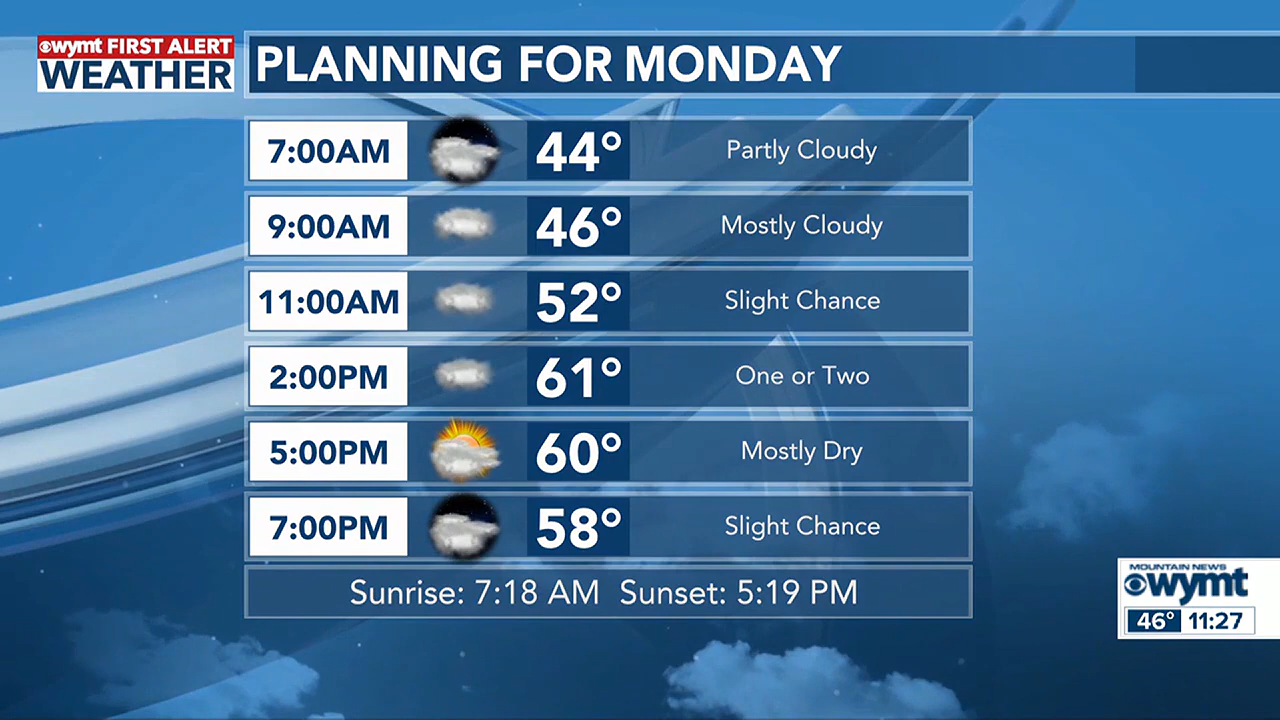 wymt FIRST ALERT
WEATHER
PLANNING FOR MONDAY
7:00AM 44° Partly Cloudy
9:00AM 46° Mostly Cloudy
11:00AM 52° Slight Chance
2:00PM 61° One or Two
5:00PM 60° Mostly Dry
7:00PM 58° Slight Chance
Sunrise: 7:18 AM Sunset: 5:19 PM
MOUNTAIN NEWS
wymt
46° 11:27